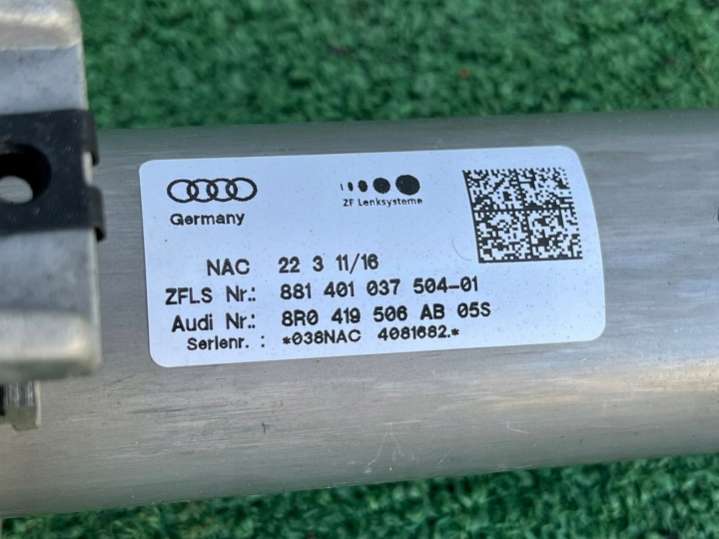 Germany
ZF Lenksysteme
NAC 22 3 11/16
ZFLS Nr.: 881 401 037 504-01
Audi Nr.: 8R0 419 506 AB 05S
Serienr. : *038NAC 4081682.*